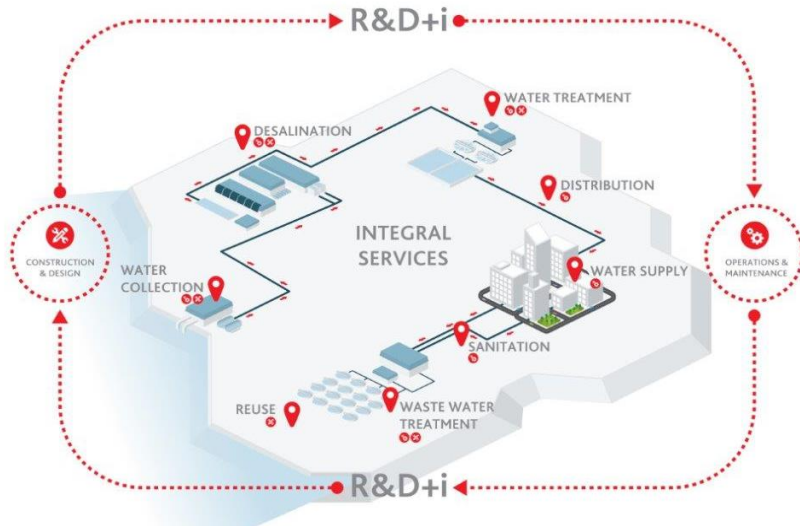 R&D+i
WATER TREATMENT
DESALINATION
DISTRIBUTION
INTEGRAL
SERVICES
CONSTRUCTION
& DESIGN
OPERATIONS &
MAINTENANCE
WATER
COLLECTION
WATER SUPPLY
SANITATION
REUSE
WASTE WATER
TREATMENT
R&D+i